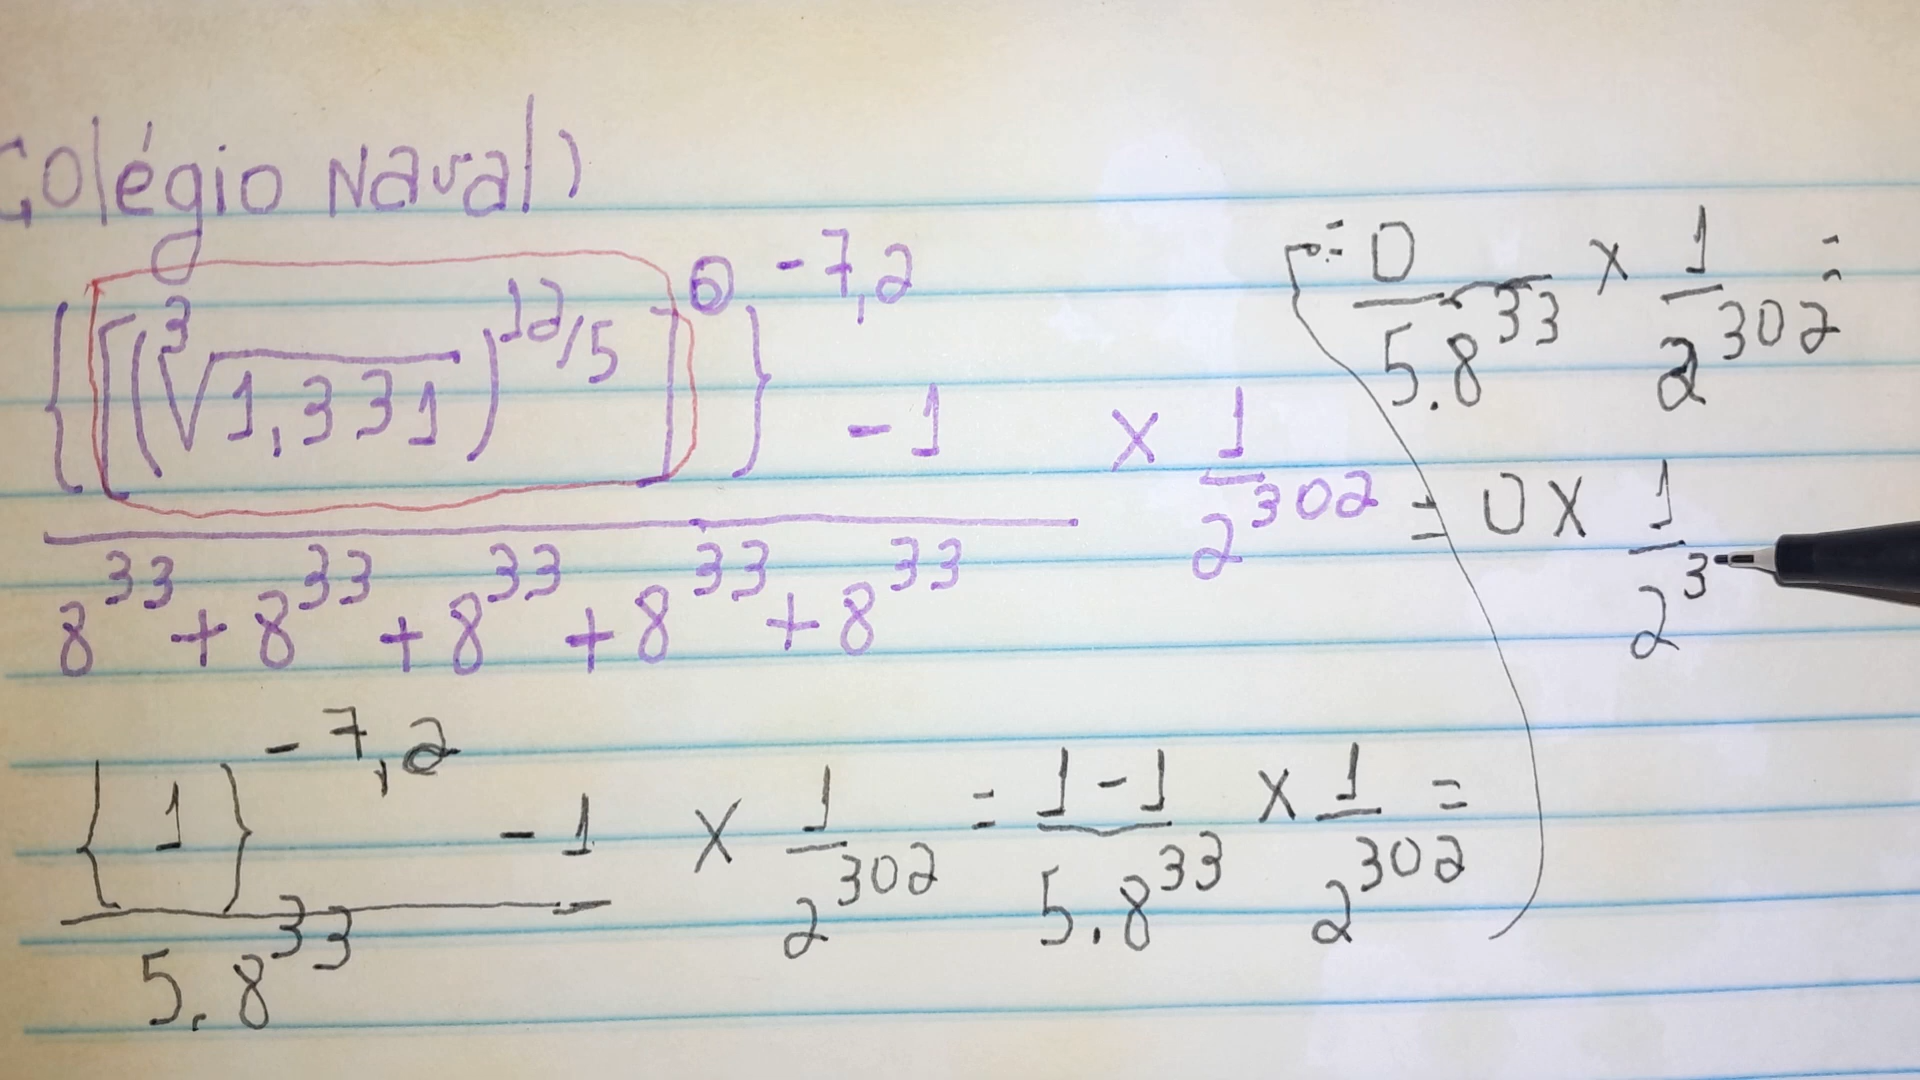 Colégio Naval)
{[(∛1,331)^12/5]^0}^-7,2 - 1 × 1/2^302
8^33 + 8^33 + 8^33 + 8^33 + 8^33
{1}^-7,2 - 1 × 1/2^302 = 1-1/5.8^33 × 1/2^302 =
5.8^33
= 0/5.8^33 × 1/2^302 =
= 0 × 1/2^3